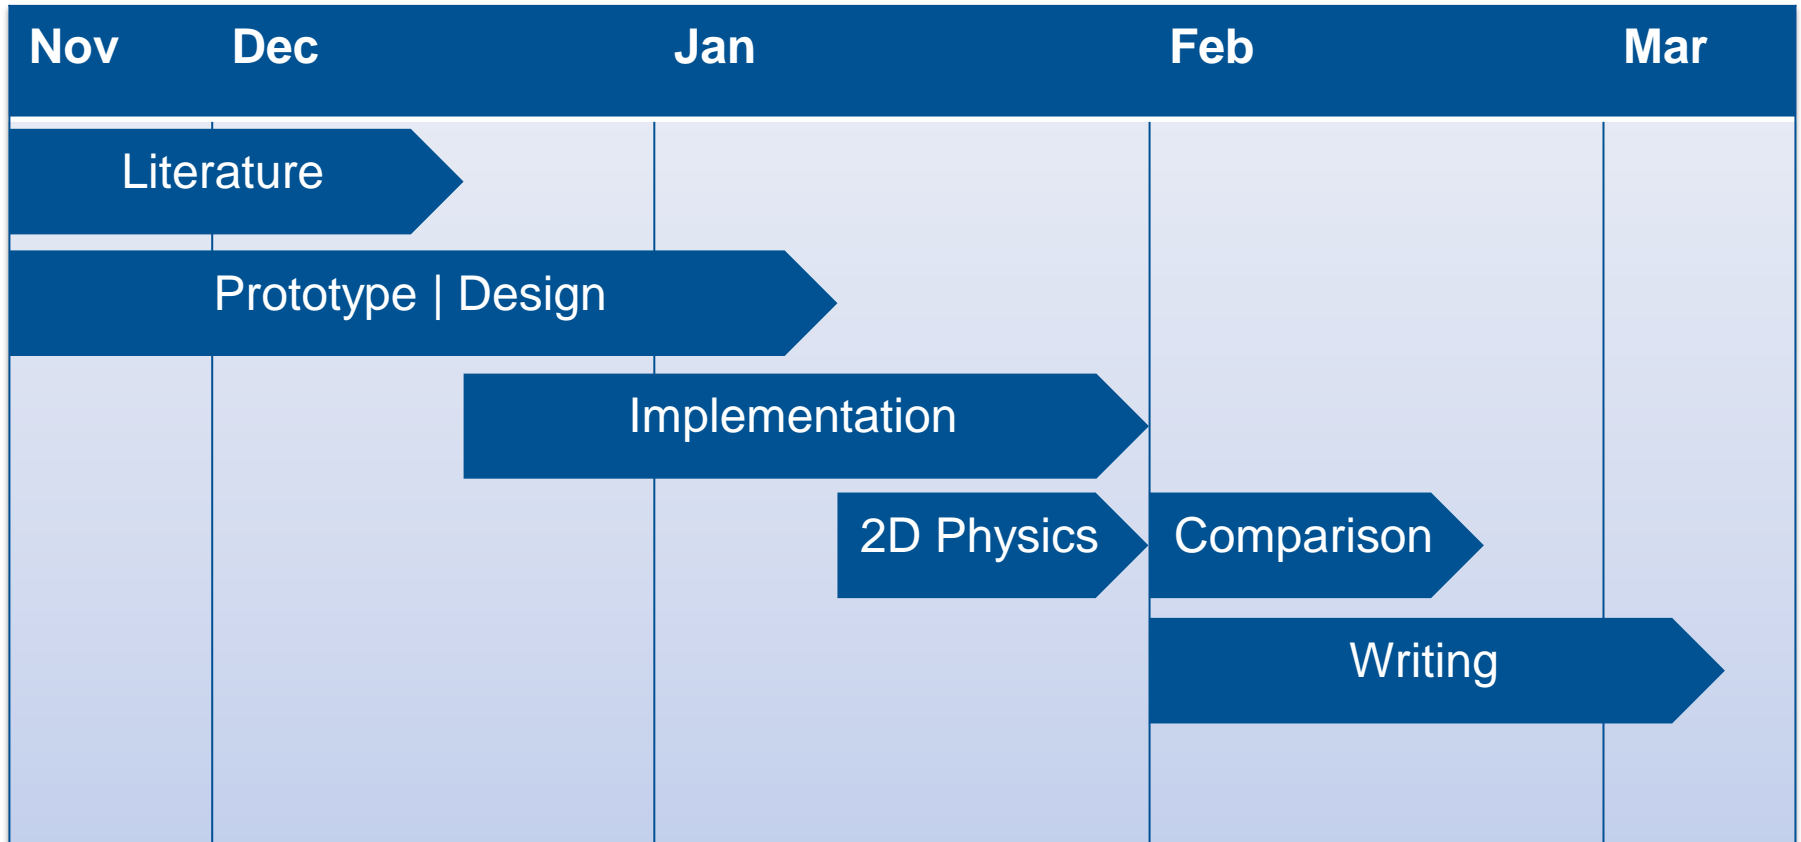 Nov Dec Jan Feb Mar
Literature
Prototype | Design
Implementation
2D Physics Comparison
Writing